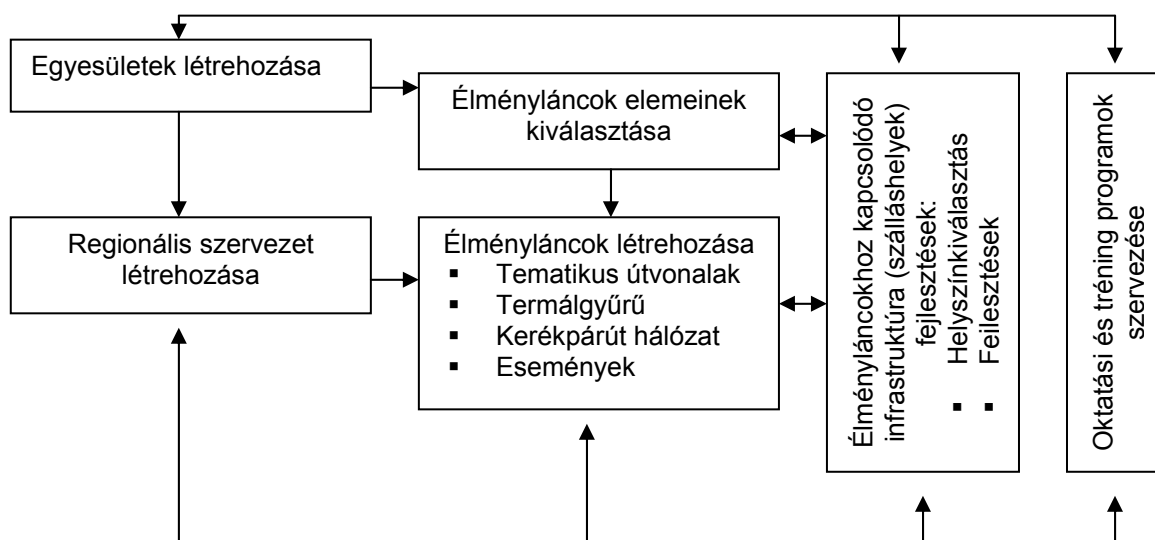 Egyesületek létrehozása
Élményláncok elemeinek
kiválasztása
Regionális szervezet
létrehozása
Élményláncok létrehozása
▪ Tematikus útvonalak
▪ Termálgyűrű
▪ Kerékpárút hálózat
▪ Események
Élményláncokhoz kapcsolódó
infrastruktúra (szálláshelyek)
fejlesztések:
▪ Helyszínkiválasztás
▪ Fejlesztések
Oktatási és tréning programok
szervezése